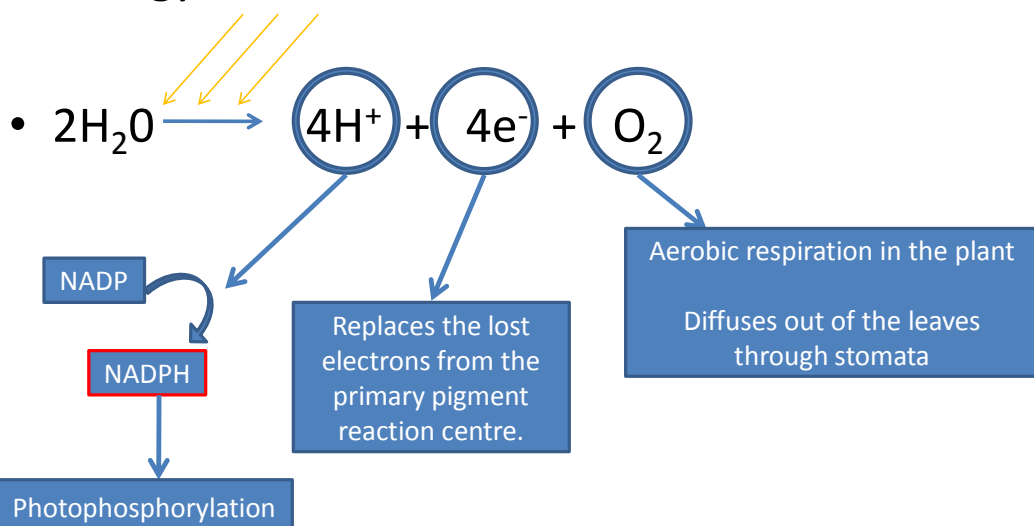 • 2H₂0 4H⁺ + 4e⁻ + O₂
Aerobic respiration in the plant
Diffuses out of the leaves
through stomata
NADP
NADPH
Replaces the lost
electrons from the
primary pigment
reaction centre.
Photophosphorylation